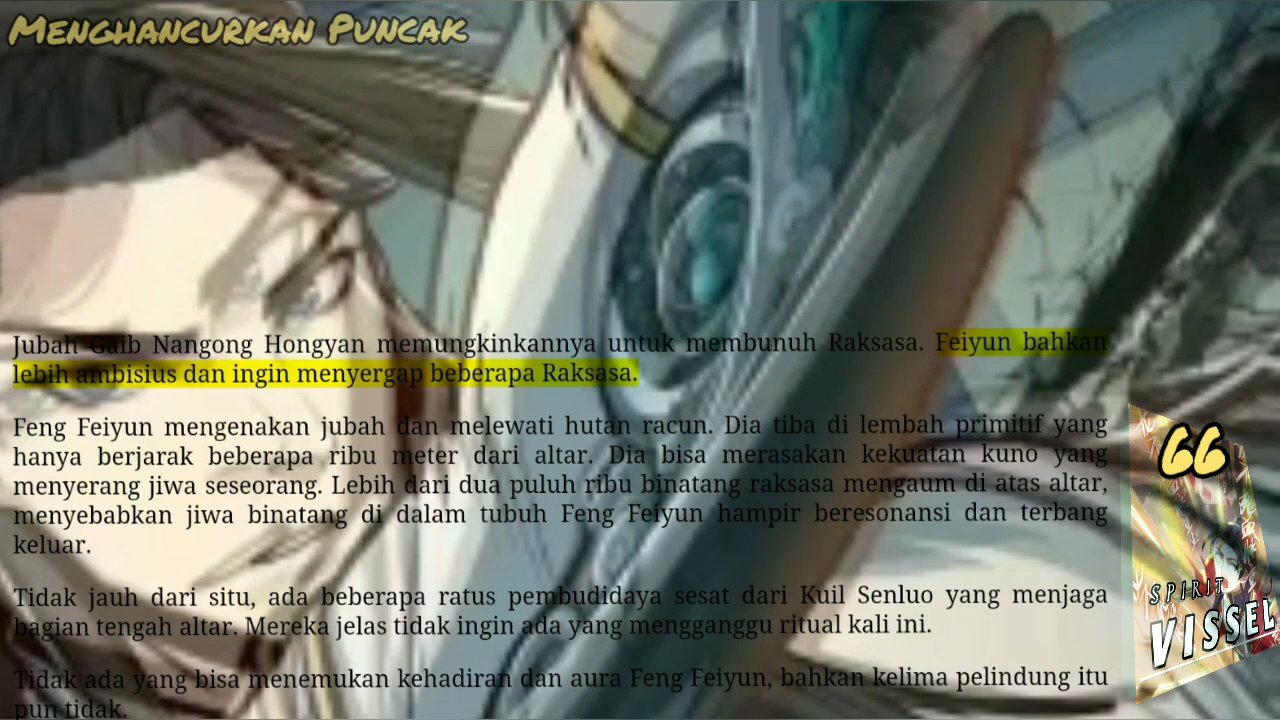 Menghancurkan Puncak
Jubah Gaib Nangong Hongyan memungkinkannya untuk membunuh Raksasa. Feiyun bahkan
lebih ambisius dan ingin menyergap beberapa Raksasa.
Feng Feiyun mengenakan jubah dan melewati hutan racun. Dia tiba di lembah primitif yang
hanya berjarak beberapa ribu meter dari altar. Dia bisa merasakan kekuatan kuno yang
menyerang jiwa seseorang. Lebih dari dua puluh ribu binatang raksasa mengaum di atas altar,
menyebabkan jiwa binatang di dalam tubuh Feng Feiyun hampir beresonansi dan terbang
keluar.
Tidak jauh dari situ, ada beberapa ratus pembudidaya sesat dari Kuil Senluo yang menjaga
bagian tengah altar. Mereka jelas tidak ingin ada yang mengganggu ritual kali ini.
Tidak ada yang bisa menemukan kehadiran dan aura Feng Feiyun, bahkan kelima pelindung itu
pun tidak.
66
SPIRIT
VISSEL